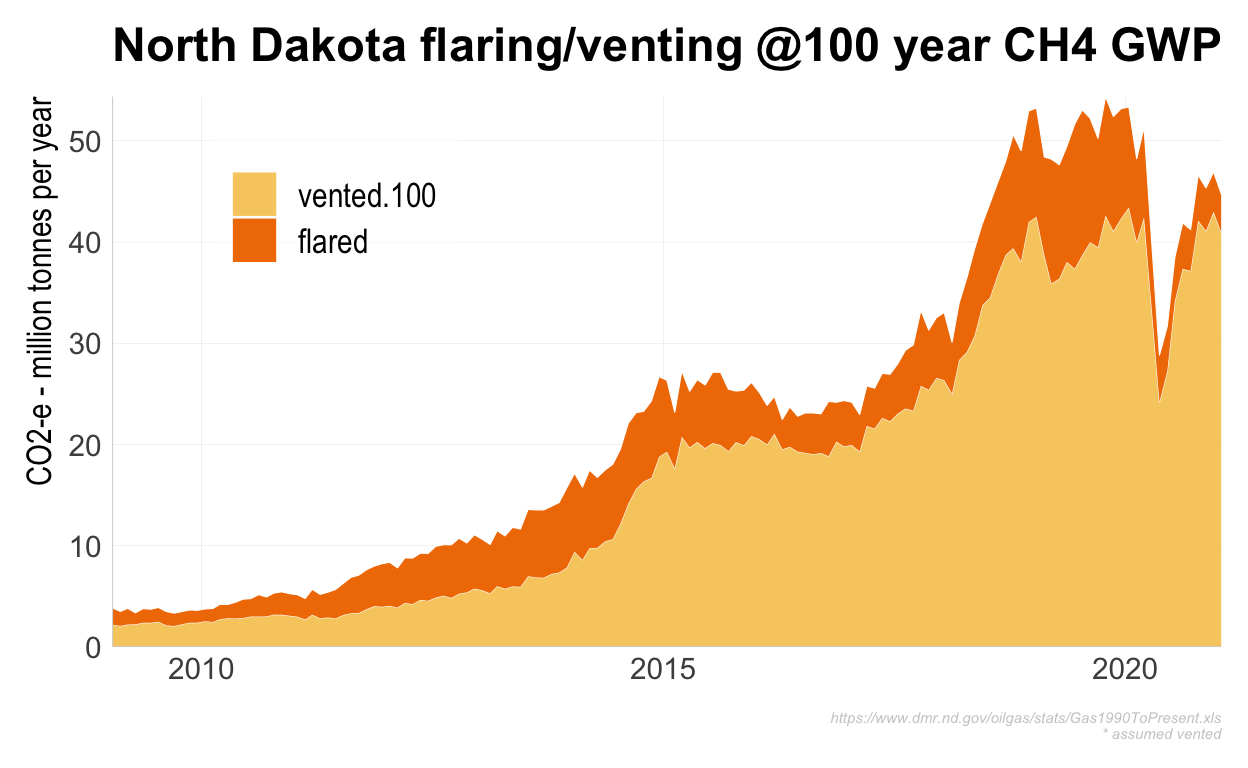 North Dakota flaring/venting @100 year CH4 GWP
CO2-e - million tonnes per year
50
40
30
20
10
0
vented.100
flared
2010
2015
2020
https://www.dmr.nd.gov/oilgas/stats/Gas1990ToPresent.xls
* assumed vented